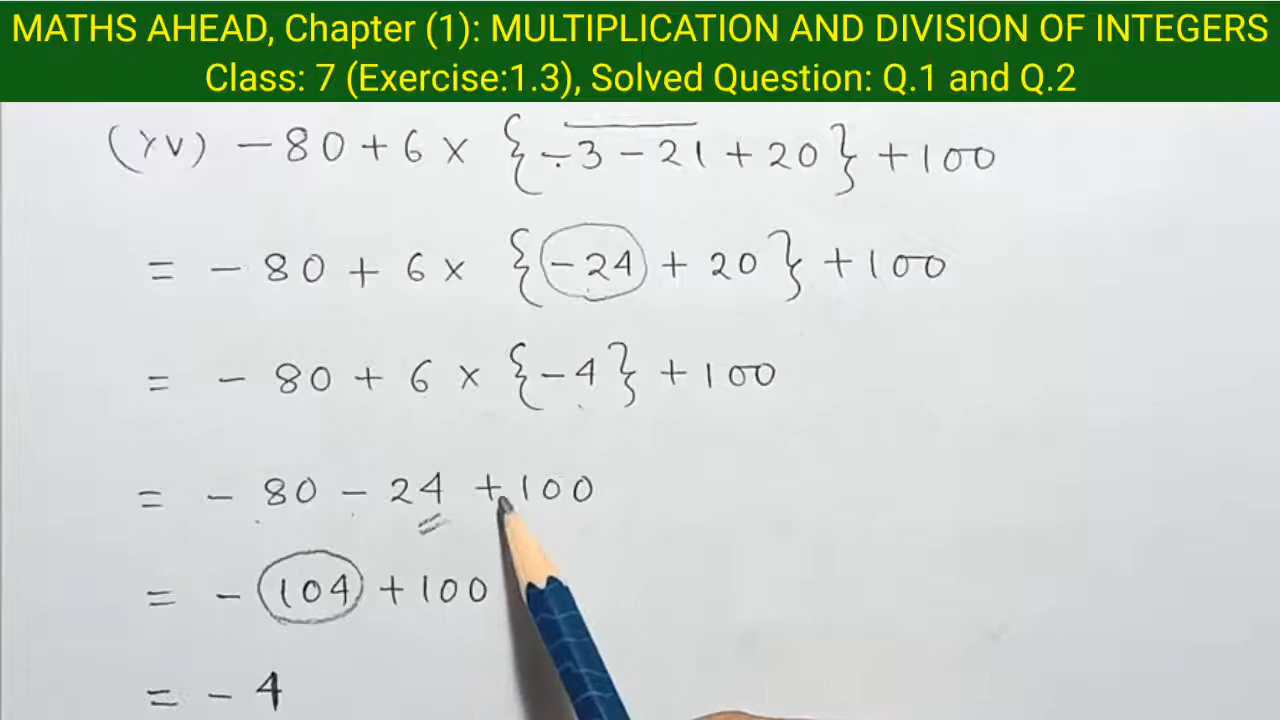 MATHS AHEAD, Chapter (1): MULTIPLICATION AND DIVISION OF INTEGERS
Class: 7 (Exercise:1.3), Solved Question: Q.1 and Q.2
(xv) -80 + 6 × {-3̅ ̅-̅ ̅2̅1̅ + 20} + 100
= - 80 + 6 × {-24 + 20} + 100
= - 80 + 6 × {-4} + 100
= - 80 - 24 + 100
= - 104 + 100
= - 4